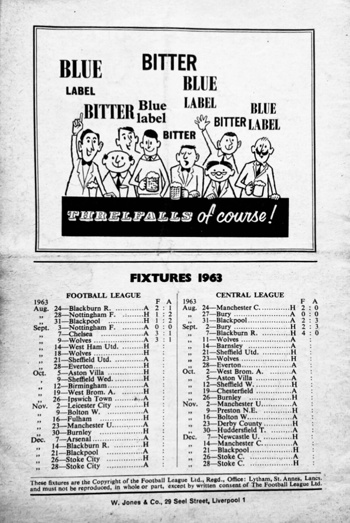 BITTER
BLUE
LABEL
BLUE
LABEL
BITTER
Blue
label
BITTER
BITTER
BLUE
LABEL
THRELFALLS of course!
FIXTURES 1963
FOOTBALL LEAGUE
1963 F A
Aug. 24—Blackburn R. A 2 : 1
„ 28—Nottingham F. H 1 : 2
„ 31—Blackpool H 1 : 2
Sept. 3—Nottingham F. A 0 : 0
„ 7—Chelsea A 3 : 1
„ 9—Wolves A 3 : 1
„ 14—West Ham Utd. H :
„ 18—Wolves H :
„ 21—Sheffield Utd. A :
„ 28—Everton H :
Oct. 5—Aston Villa H :
„ 9—Sheffield Wed. H :
„ 12—Birmingham A :
„ 19—West Brom. A. H :
„ 26—Ipswich Town A :
Nov. 2—Leicester City H :
„ 9—Bolton W. A :
„ 16—Fulham H :
„ 23—Manchester U. A :
„ 30—Burnley H :
Dec. 7—Arsenal A :
„ 14—Blackburn R. H :
„ 21—Blackpool A :
„ 26—Stoke City H :
„ 28—Stoke City A :
CENTRAL LEAGUE
1963 F A
Aug. 24—Manchester C. H 2 : 0
„ 27—Bury A 0 : 0
„ 31—Blackpool A 2 : 3
Sept. 2—Bury H 2 : 3
„ 7—Blackburn R. H 4 : 0
„ 11—Wolves A :
„ 14—Barnsley A :
„ 21—Sheffield Utd. H :
„ 23—Wolves H :
„ 28—Everton A :
Oct. 2—West Brom. A. H :
„ 5—Aston Villa A :
„ 12—Sheffield W. H :
„ 19—Chesterfield A :
„ 26—Burnley H :
Nov. 2—Manchester U. A :
„ 9—Preston N.E. H :
„ 16—Bolton W. A :
„ 23—Derby County H :
„ 30—Huddersfield T. A :
Dec. 7—Newcastle U. H :
„ 14—Manchester C. A :
„ 21—Blackpool H :
„ 26—Stoke C. A :
„ 28—Stoke C. H :
These fixtures are the Copyright of the Football League Ltd., Regd., Office: Lytham, St. Annes, Lancs.
and must not be reproduced, in whole or part, except by written consent of The Football League Ltd.
W. Jones & Co., 29 Seel Street, Liverpool 1